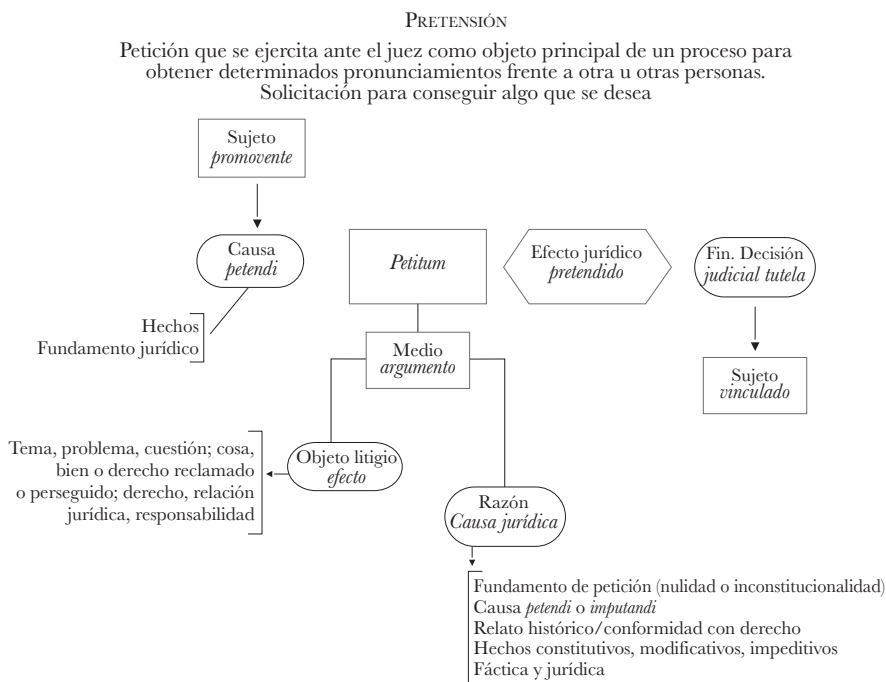 PRETENSIÓN
Petición que se ejercita ante el juez como objeto principal de un proceso para
obtener determinados pronunciamientos frente a otra u otras personas.
Solicitación para conseguir algo que se desea
Sujeto
promovente
Causa
petendi
Hechos
Fundamento jurídico
Petitum
Efecto jurídico
pretendido
Fin. Decisión
judicial tutela
Medio
argumento
Sujeto
vinculado
Tema, problema, cuestión; cosa,
bien o derecho reclamado
o perseguido; derecho, relación
jurídica, responsabilidad
Objeto litigio
efecto
Razón
Causa jurídica
Fundamento de petición (nulidad o inconstitucionalidad)
Causa petendi o imputandi
Relato histórico/conformidad con derecho
Hechos constitutivos, modificativos, impeditivos
Fáctica y jurídica